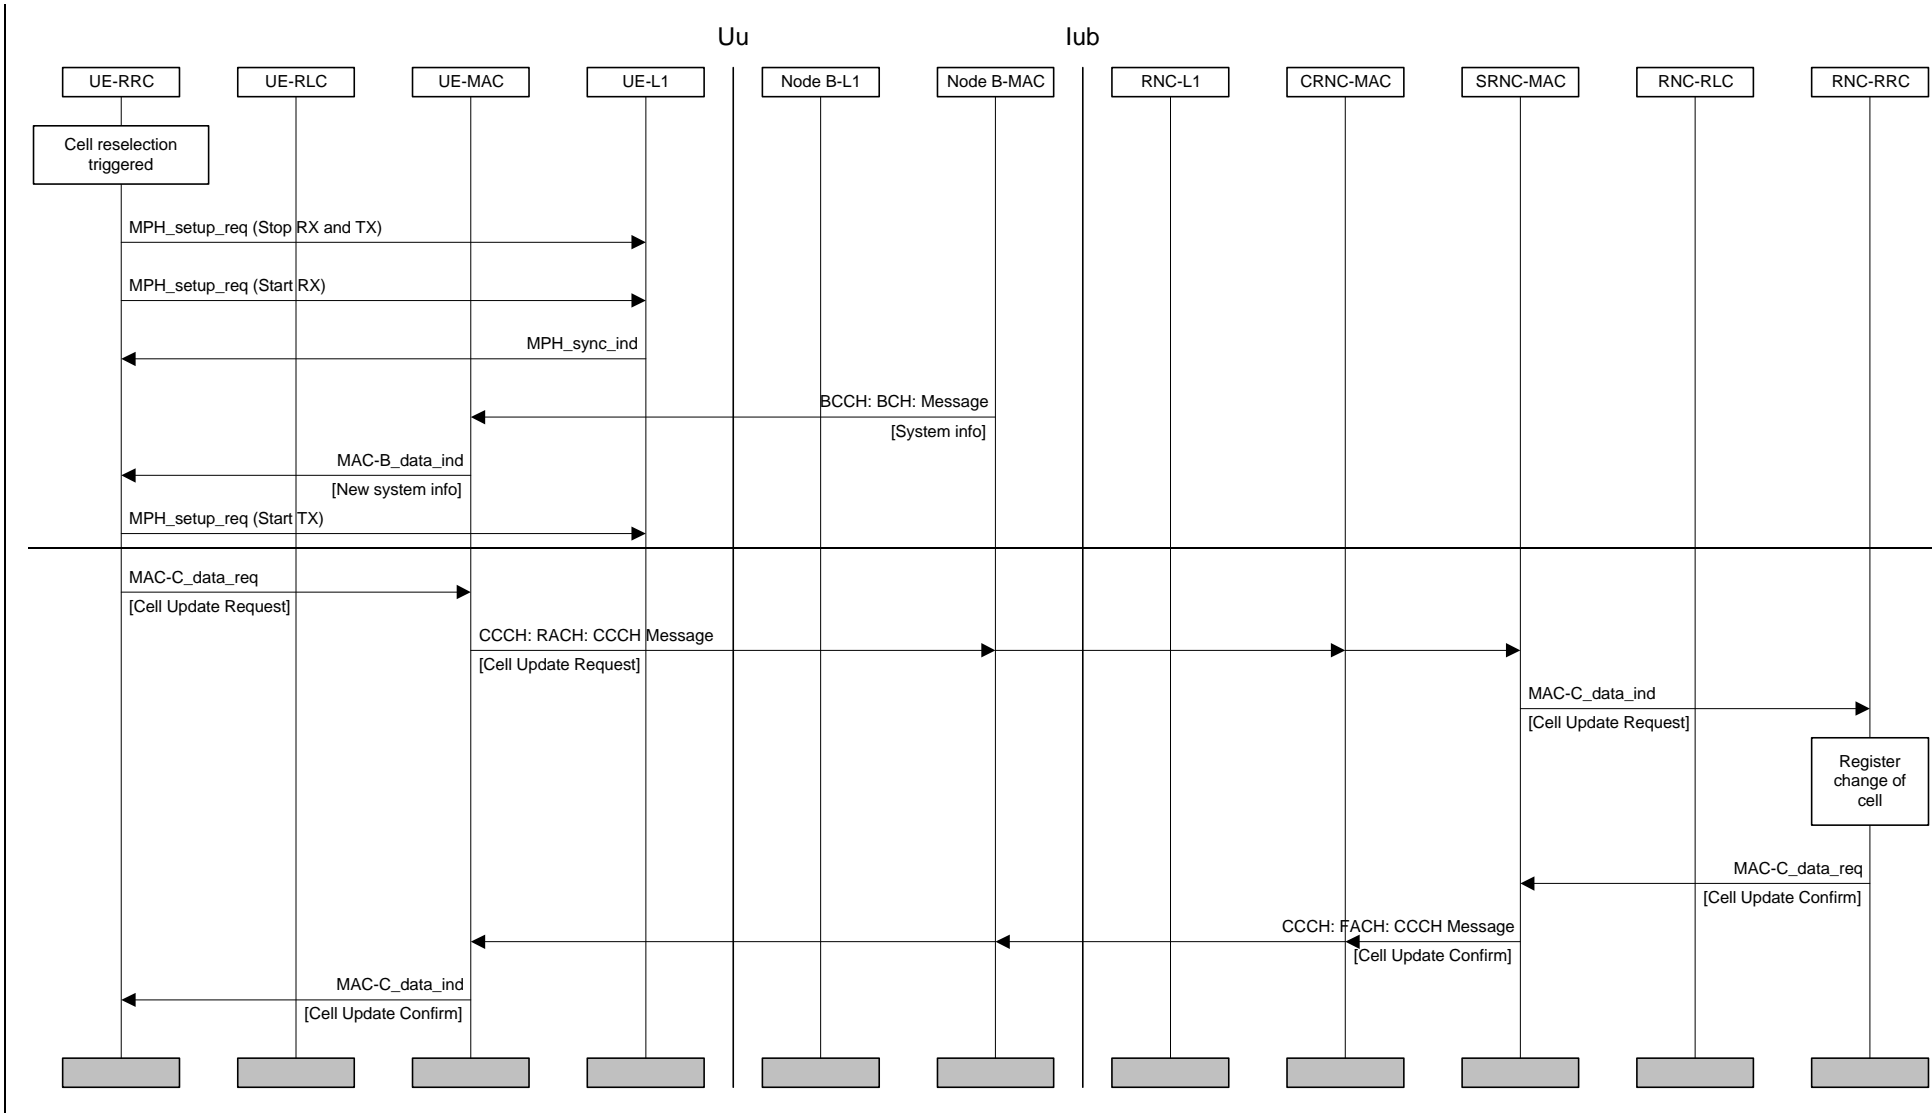 Uu
Iub
UE-RRC
UE-RLC
UE-MAC
UE-L1
Node B-L1
Node B-MAC
RNC-L1
CRNC-MAC
SRNC-MAC
RNC-RLC
RNC-RRC
Cell reselection
triggered
MPH_setup_req (Stop RX and TX)
MPH_setup_req (Start RX)
MPH_sync_ind
BCCH: BCH: Message
[System info]
MAC-B_data_ind
[New system info]
MPH_setup_req (Start TX)
MAC-C_data_req
[Cell Update Request]
CCCH: RACH: CCCH Message
[Cell Update Request]
MAC-C_data_ind
[Cell Update Request]
Register
change of
cell
MAC-C_data_req
[Cell Update Confirm]
CCCH: FACH: CCCH Message
[Cell Update Confirm]
MAC-C_data_ind
[Cell Update Confirm]